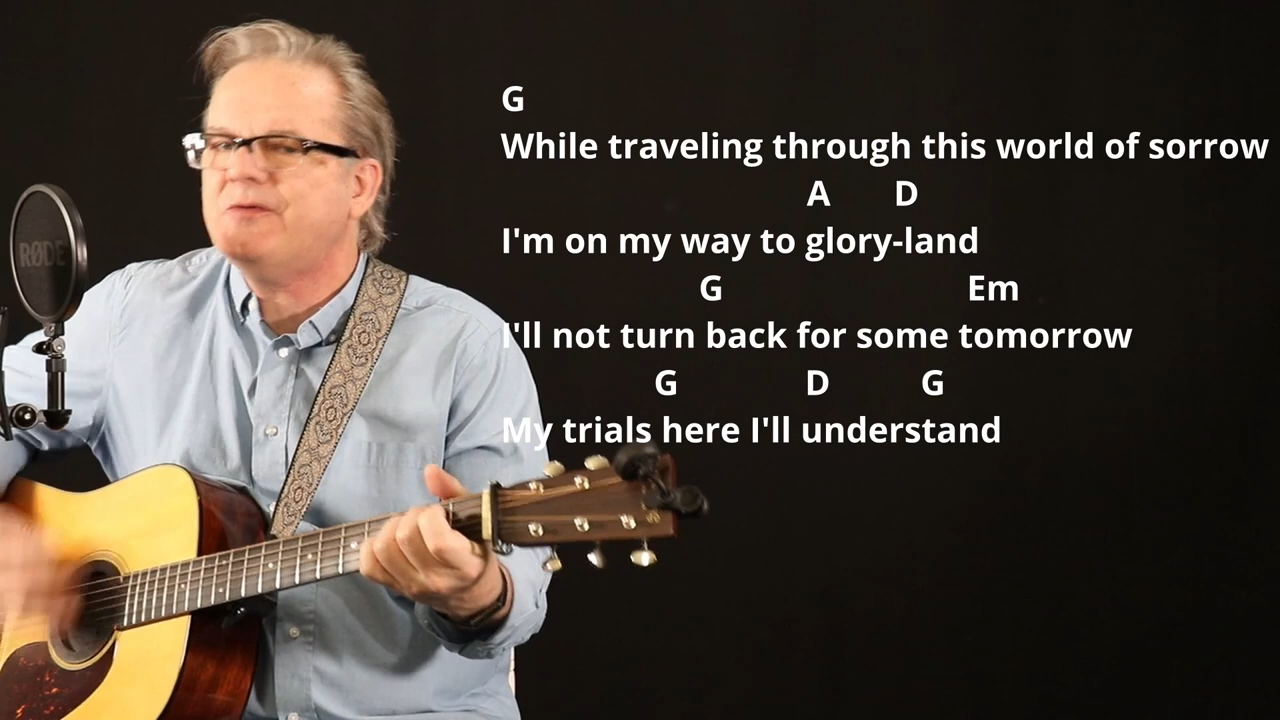 G
While traveling through this world of sorrow
A D
I'm on my way to glory-land
G Em
I'll not turn back for some tomorrow
G D G
My trials here I'll understand
RØDE